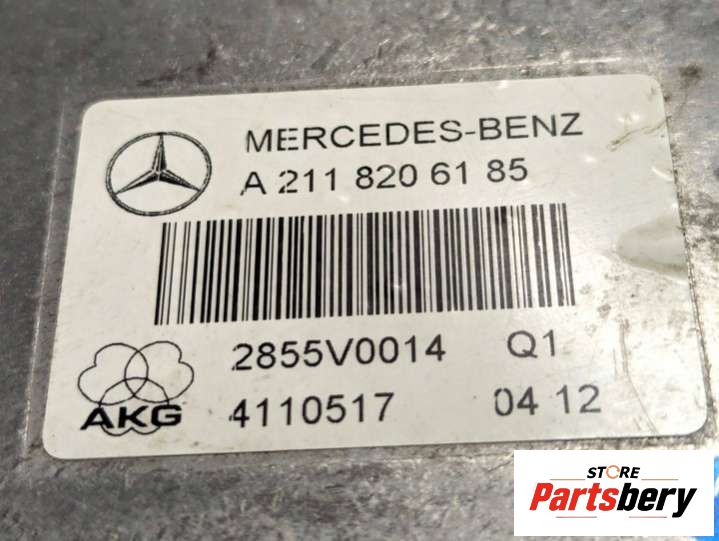 MERCEDES-BENZ
A 211 820 61 85
2855V0014 Q1
AKG 4110517 04 12
STORE
Partsbery